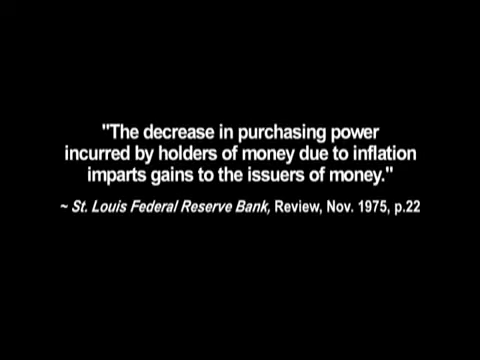 "The decrease in purchasing power
incurred by holders of money due to inflation
imparts gains to the issuers of money."
~ St. Louis Federal Reserve Bank, Review, Nov. 1975, p.22